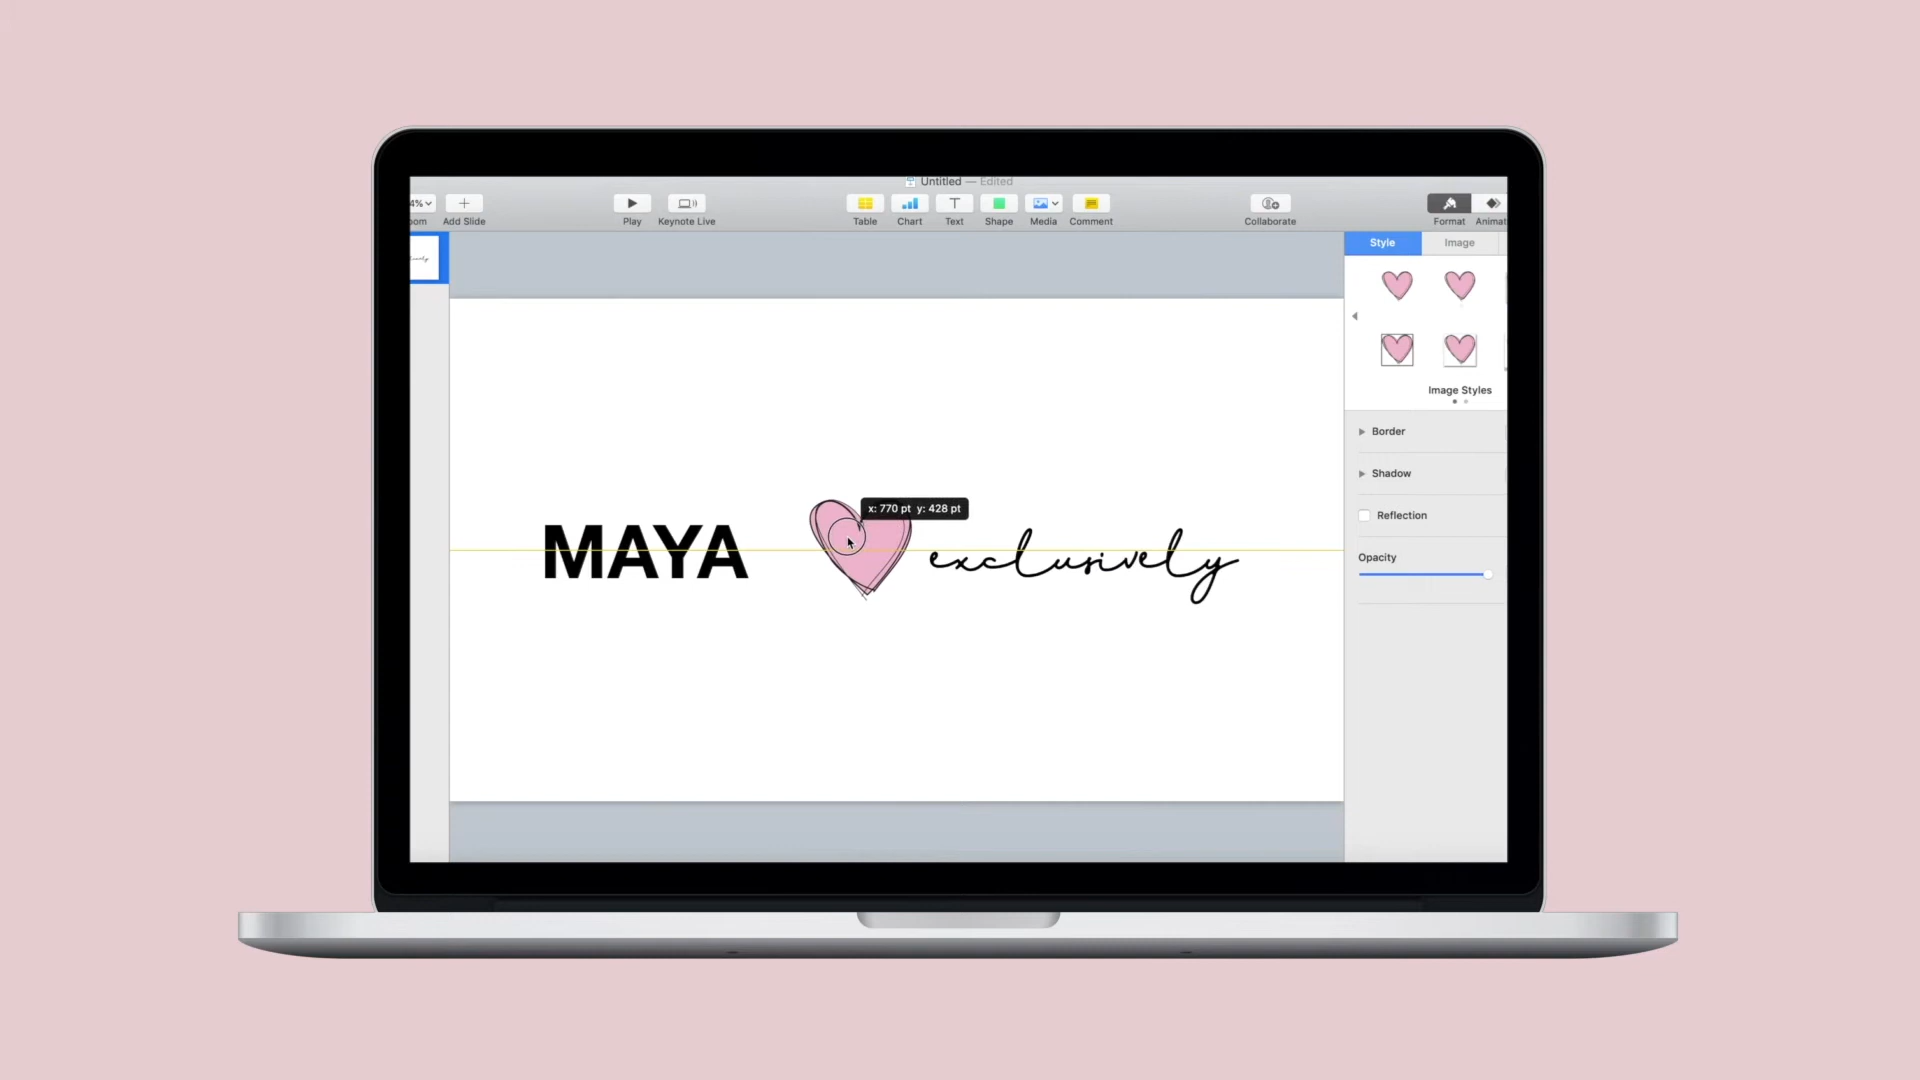 Untitled — Edited
4%
Add Slide
Play
Keynote Live
Table
Chart
Text
Shape
Media
Comment
Collaborate
Format
Style
Image
Image Styles
Border
Shadow
Reflection
Opacity
x: 770 pt y: 428 pt
MAYA
exclusively